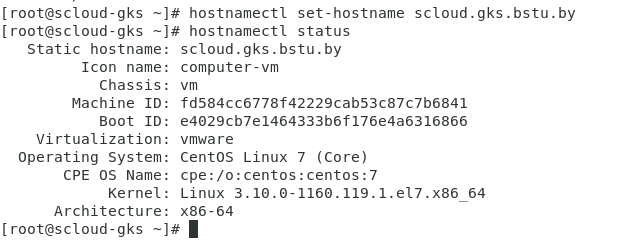 [root@scloud-gks ~]# hostnamectl set-hostname scloud.gks.bstu.by
[root@scloud-gks ~]# hostnamectl status
   Static hostname: scloud.gks.bstu.by
         Icon name: computer-vm
           Chassis: vm
        Machine ID: fd584cc6778f42229cab53c87c7b6841
           Boot ID: e4029cb7e1464333b6f176e4a6316866
    Virtualization: vmware
  Operating System: CentOS Linux 7 (Core)
       CPE OS Name: cpe:/o:centos:centos:7
            Kernel: Linux 3.10.0-1160.119.1.el7.x86_64
      Architecture: x86-64
[root@scloud-gks ~]#